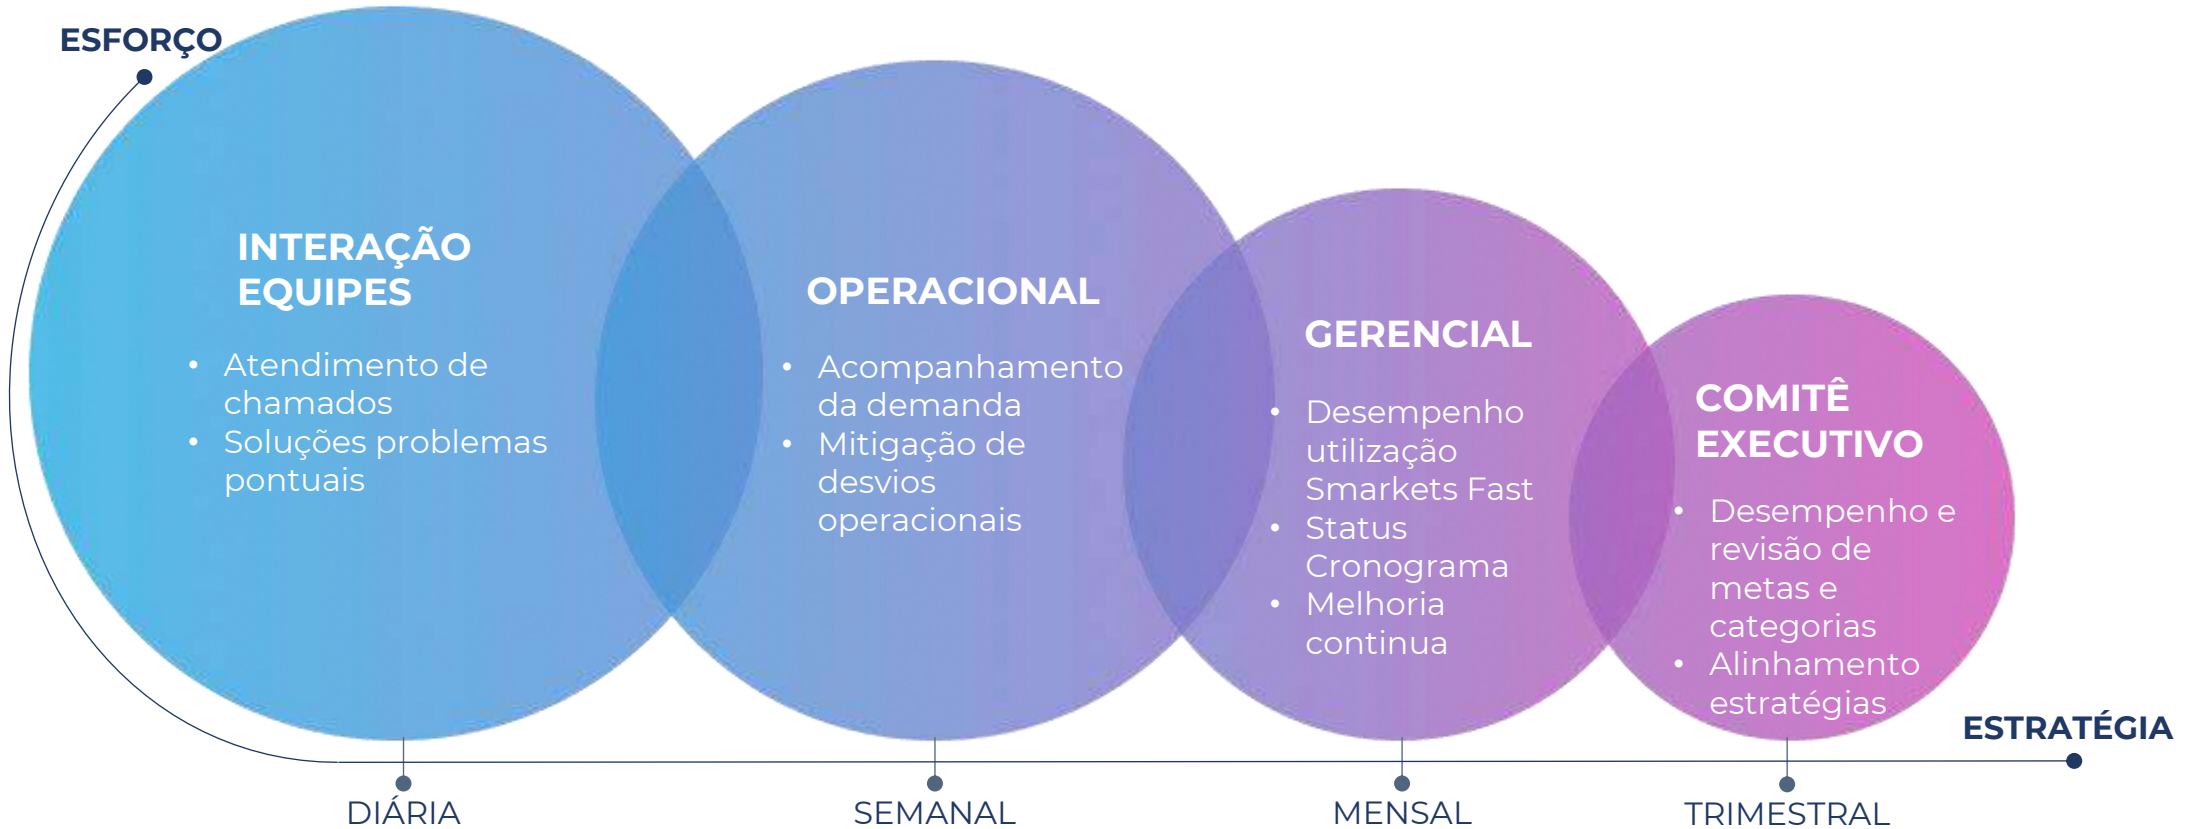 ESFORÇO
INTERAÇÃO
EQUIPES
• Atendimento de
chamados
• Soluções problemas
pontuais
OPERACIONAL
• Acompanhamento
da demanda
• Mitigação de
desvios
operacionais
GERENCIAL
• Desempenho
utilização
Smarkets Fast
• Status
Cronograma
• Melhoria
continua
COMITÊ
EXECUTIVO
• Desempenho e
revisão de
metas e
categorias
• Alinhamento
estratégias
ESTRATÉGIA
DIÁRIA
SEMANAL
MENSAL
TRIMESTRAL